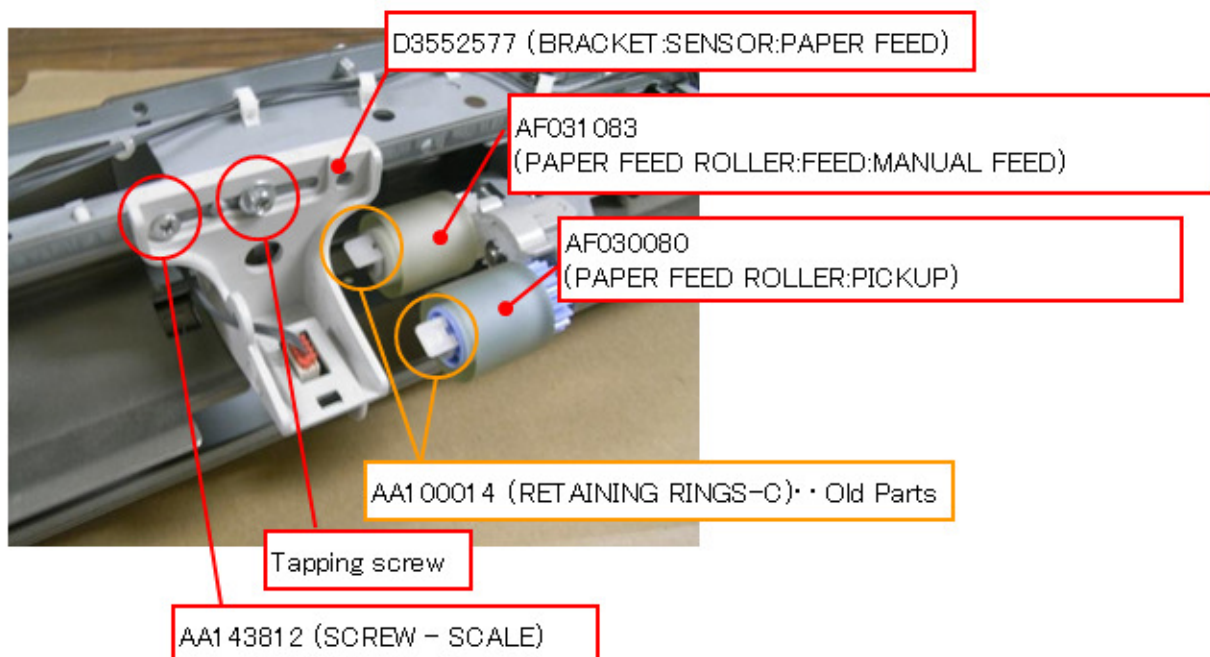 D3552577 (BRACKET:SENSOR:PAPER FEED)
AF031083
(PAPER FEED ROLLER:FEED:MANUAL FEED)
AF030080
(PAPER FEED ROLLER:PICKUP)
AA100014 (RETAINING RINGS-C)・・Old Parts
Tapping screw
AA143812 (SCREW - SCALE)